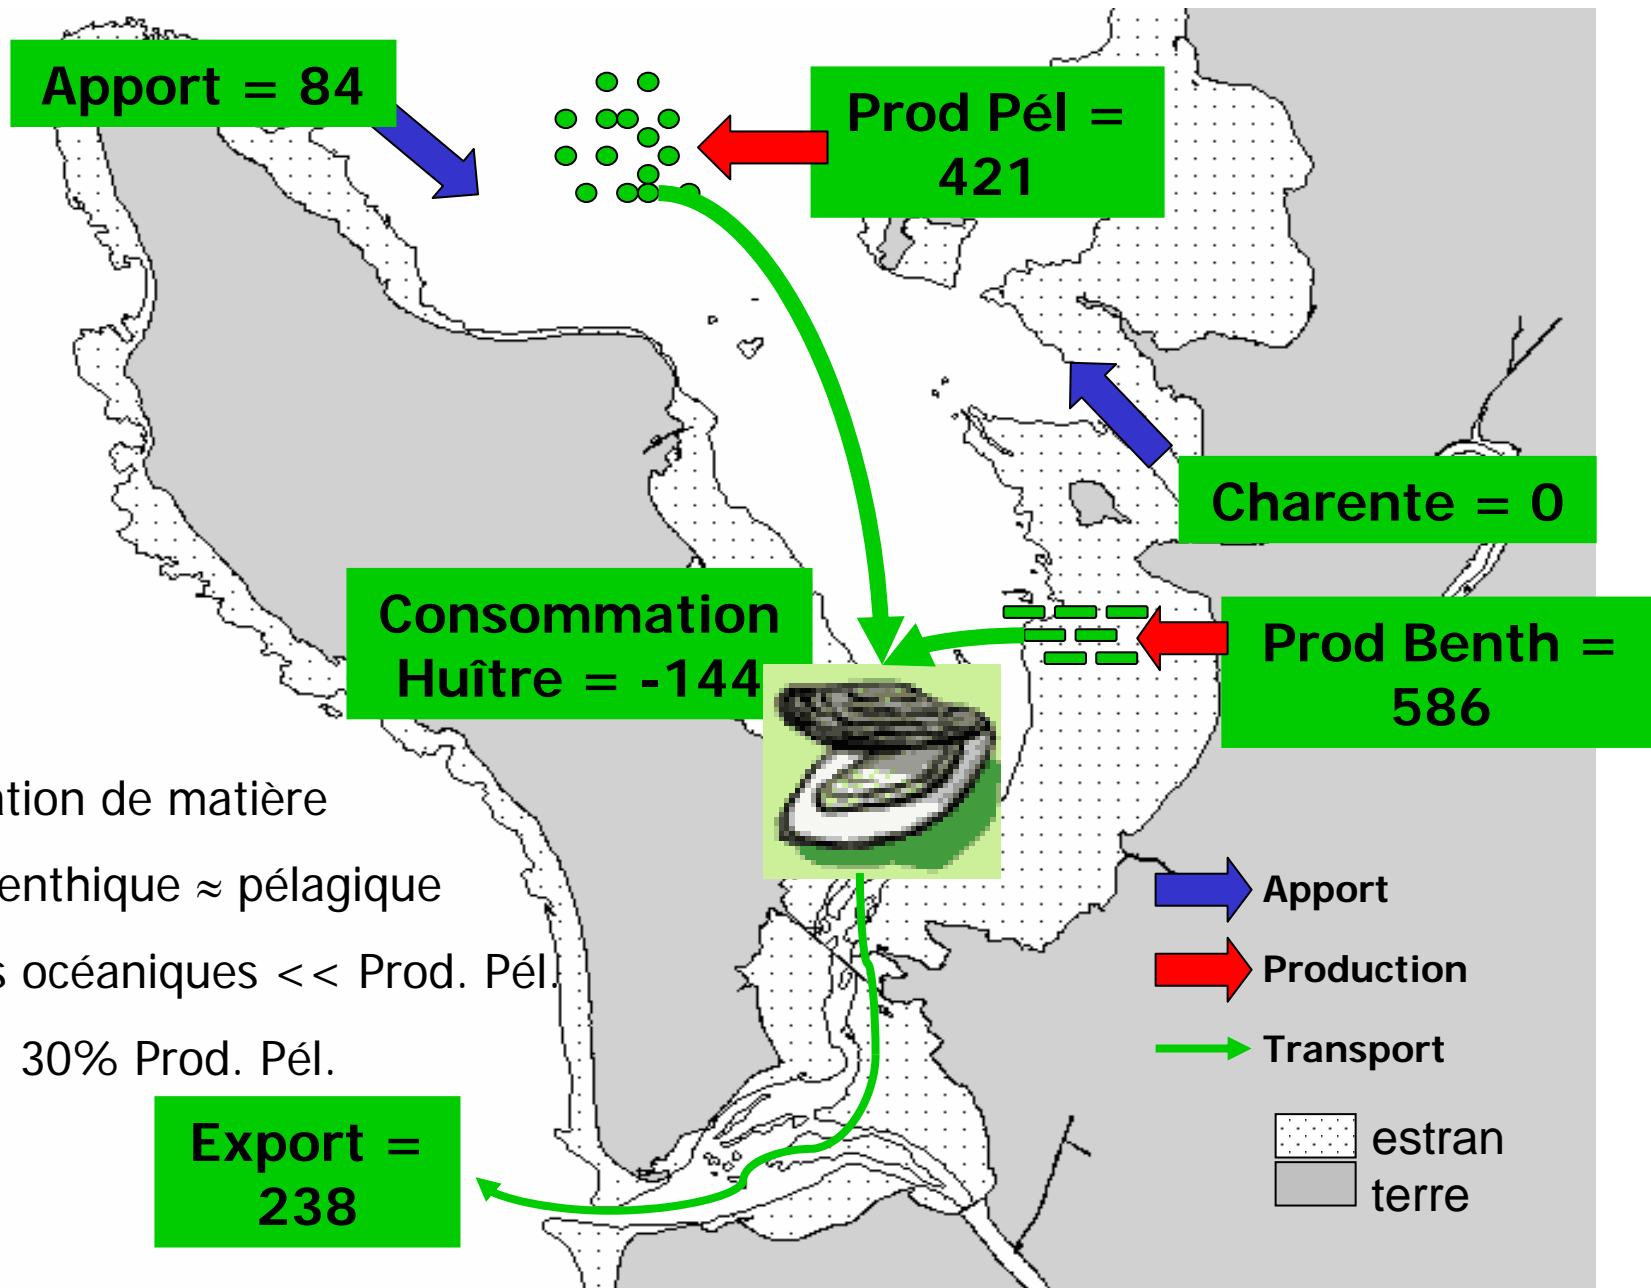 Apport = 84
Prod Pél =
421
Charente = 0
Consommation
Huître = -144
Prod Benth =
586
ation de matière
enthique ≈ pélagique
s océaniques << Prod. Pél.
30% Prod. Pél.
Export =
238
Apport
Production
Transport
estran
terre